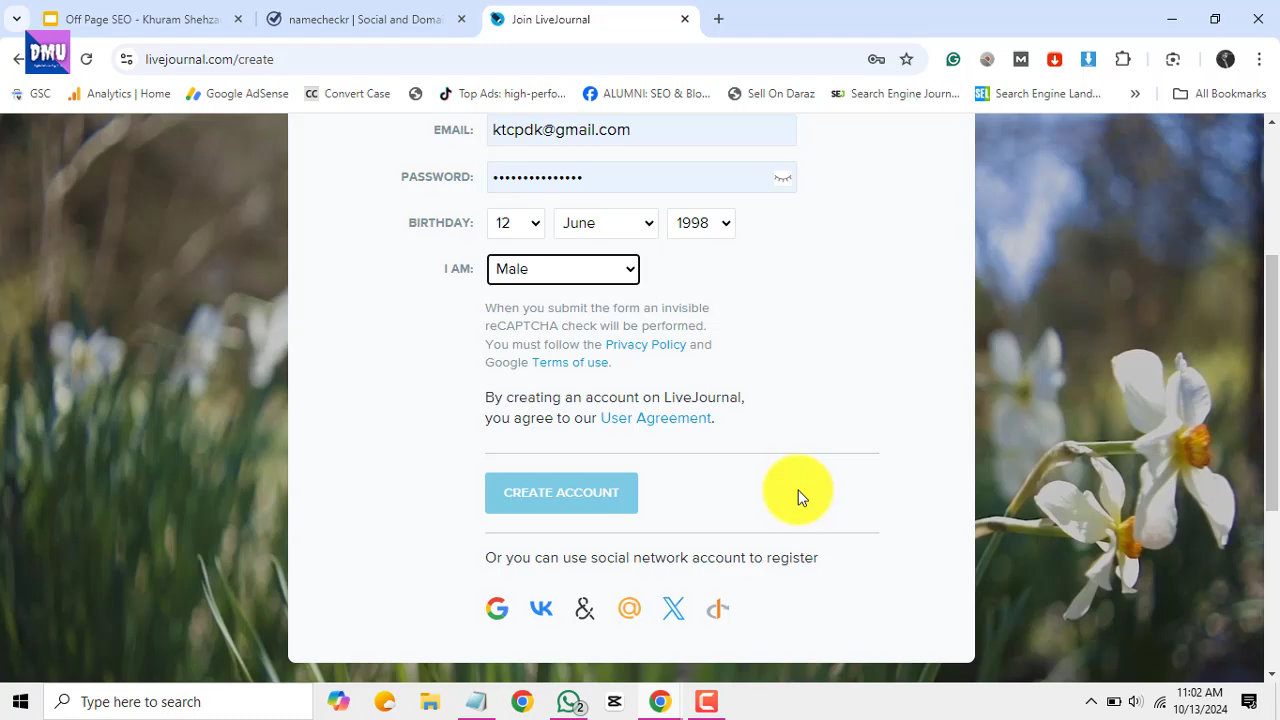 Off Page SEO - Khuram Shehza
namecheckr | Social and Doma
Join LiveJournal
DMU
livejournal.com/create
GSC
Analytics | Home
Google AdSense
CC Convert Case
Top Ads: high-perfo...
ALUMNI: SEO & Blo...
Sell On Daraz
SEJ Search Engine Journ...
SEL Search Engine Land...
All Bookmarks
EMAIL: ktcpdk@gmail.com
PASSWORD: •••••••••••••••
BIRTHDAY: 12 June 1998
I AM: Male
When you submit the form an invisible
reCAPTCHA check will be performed.
You must follow the Privacy Policy and
Google Terms of use.
By creating an account on LiveJournal,
you agree to our User Agreement.
CREATE ACCOUNT
Or you can use social network account to register
Type here to search
2
11:02 AM
10/13/2024